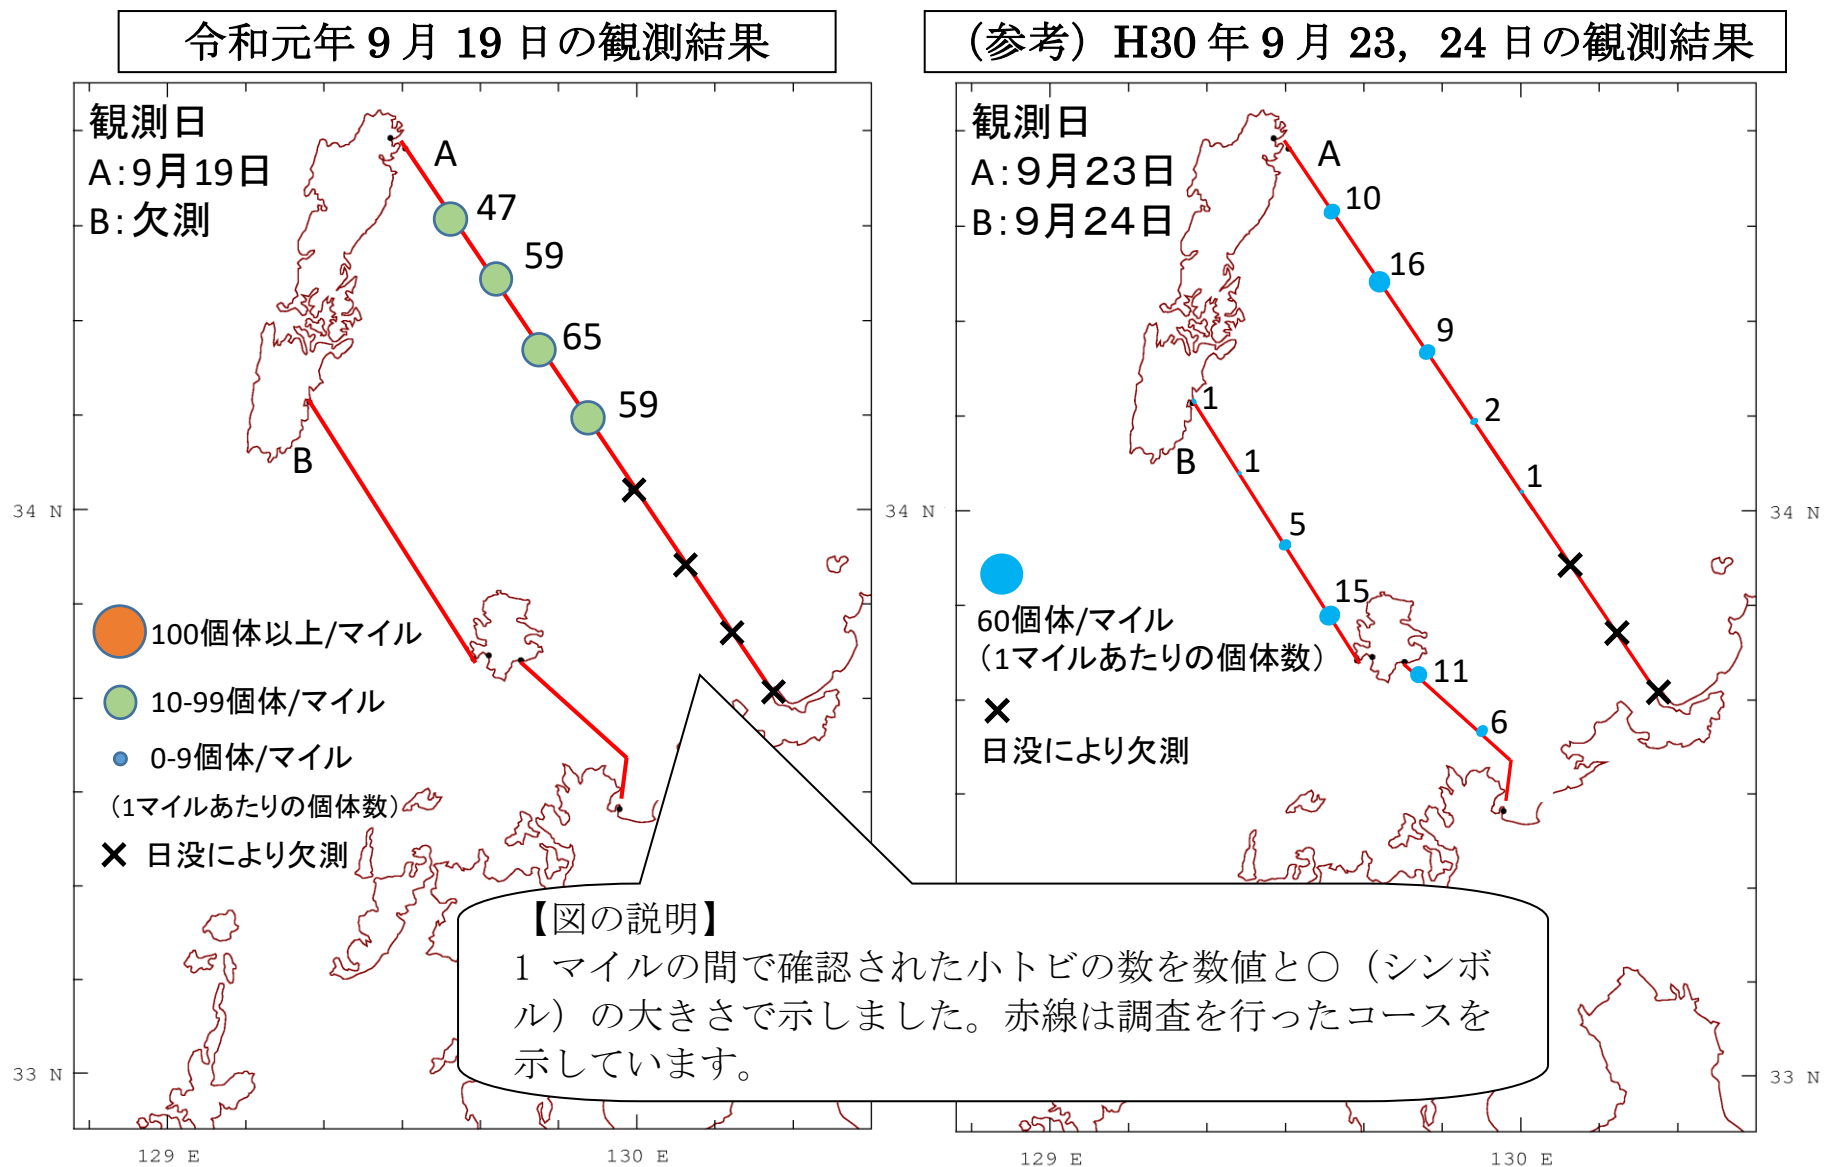 令和元年 9 月 19 日の観測結果
観測日
A:9月19日
B:欠測
A
47
59
65
59
B
34 N
100個体以上/マイル
10-99個体/マイル
0-9個体/マイル
（1マイルあたりの個体数）
日没により欠測
33 N
129 E
130 E
（参考）H30 年 9 月 23，24 日の観測結果
観測日
A:９月２３日
B:９月２４日
A
10
16
9
2
1
1
B
1
5
15
11
6
34 N
34 N
60個体/マイル
（1マイルあたりの個体数）
日没により欠測
33 N
129 E
130 E
【図の説明】
1 マイルの間で確認された小トビの数を数値と○（シンボ
ル）の大きさで示しました。赤線は調査を行ったコースを
示しています。